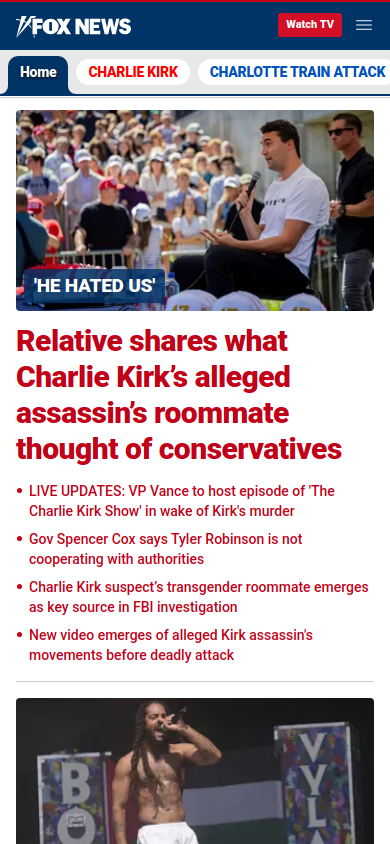 FOX NEWS
Watch TV
Home
CHARLIE KIRK
CHARLOTTE TRAIN ATTACK
'HE HATED US'
Relative shares what
Charlie Kirk’s alleged
assassin’s roommate
thought of conservatives
LIVE UPDATES: VP Vance to host episode of 'The
Charlie Kirk Show' in wake of Kirk's murder
Gov Spencer Cox says Tyler Robinson is not
cooperating with authorities
Charlie Kirk suspect’s transgender roommate emerges
as key source in FBI investigation
New video emerges of alleged Kirk assassin's
movements before deadly attack
BO
VYLA